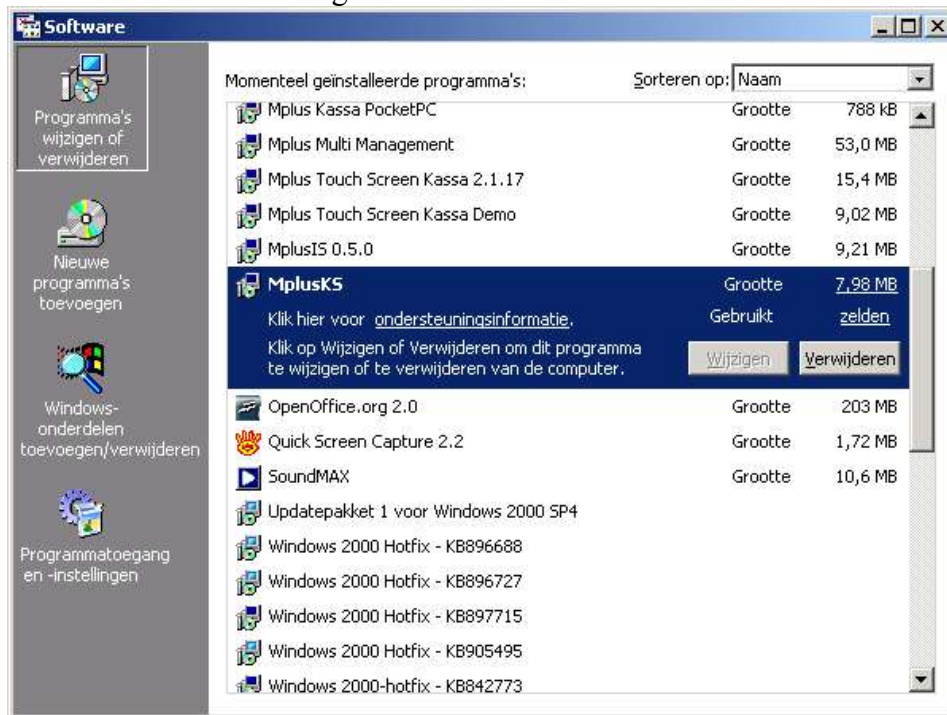 Software
Programma's
wijzigen of
verwijderen
Nieuwe
programma's
toevoegen
Windows-
onderdelen
toevoegen/verwijderen
Programmatoegang
en -instellingen
Momenteel geïnstalleerde programma's: Sorteren op: Naam
Mplus Kassa PocketPC Grootte 788 kB
Mplus Multi Management Grootte 53,0 MB
Mplus Touch Screen Kassa 2.1.17 Grootte 15,4 MB
Mplus Touch Screen Kassa Demo Grootte 9,02 MB
MplusIS 0.5.0 Grootte 9,21 MB
MplusKS Grootte 7,98 MB
Klik hier voor ondersteuningsinformatie. Gebruikt zelden
Klik op Wijzigen of Verwijderen om dit programma
te wijzigen of te verwijderen van de computer. Wijzigen Verwijderen
OpenOffice.org 2.0 Grootte 203 MB
Quick Screen Capture 2.2 Grootte 1,72 MB
SoundMAX Grootte 10,6 MB
Updatepakket 1 voor Windows 2000 SP4
Windows 2000 Hotfix - KB896688
Windows 2000 Hotfix - KB896727
Windows 2000 Hotfix - KB897715
Windows 2000 Hotfix - KB905495
Windows 2000-hotfix - KB842773